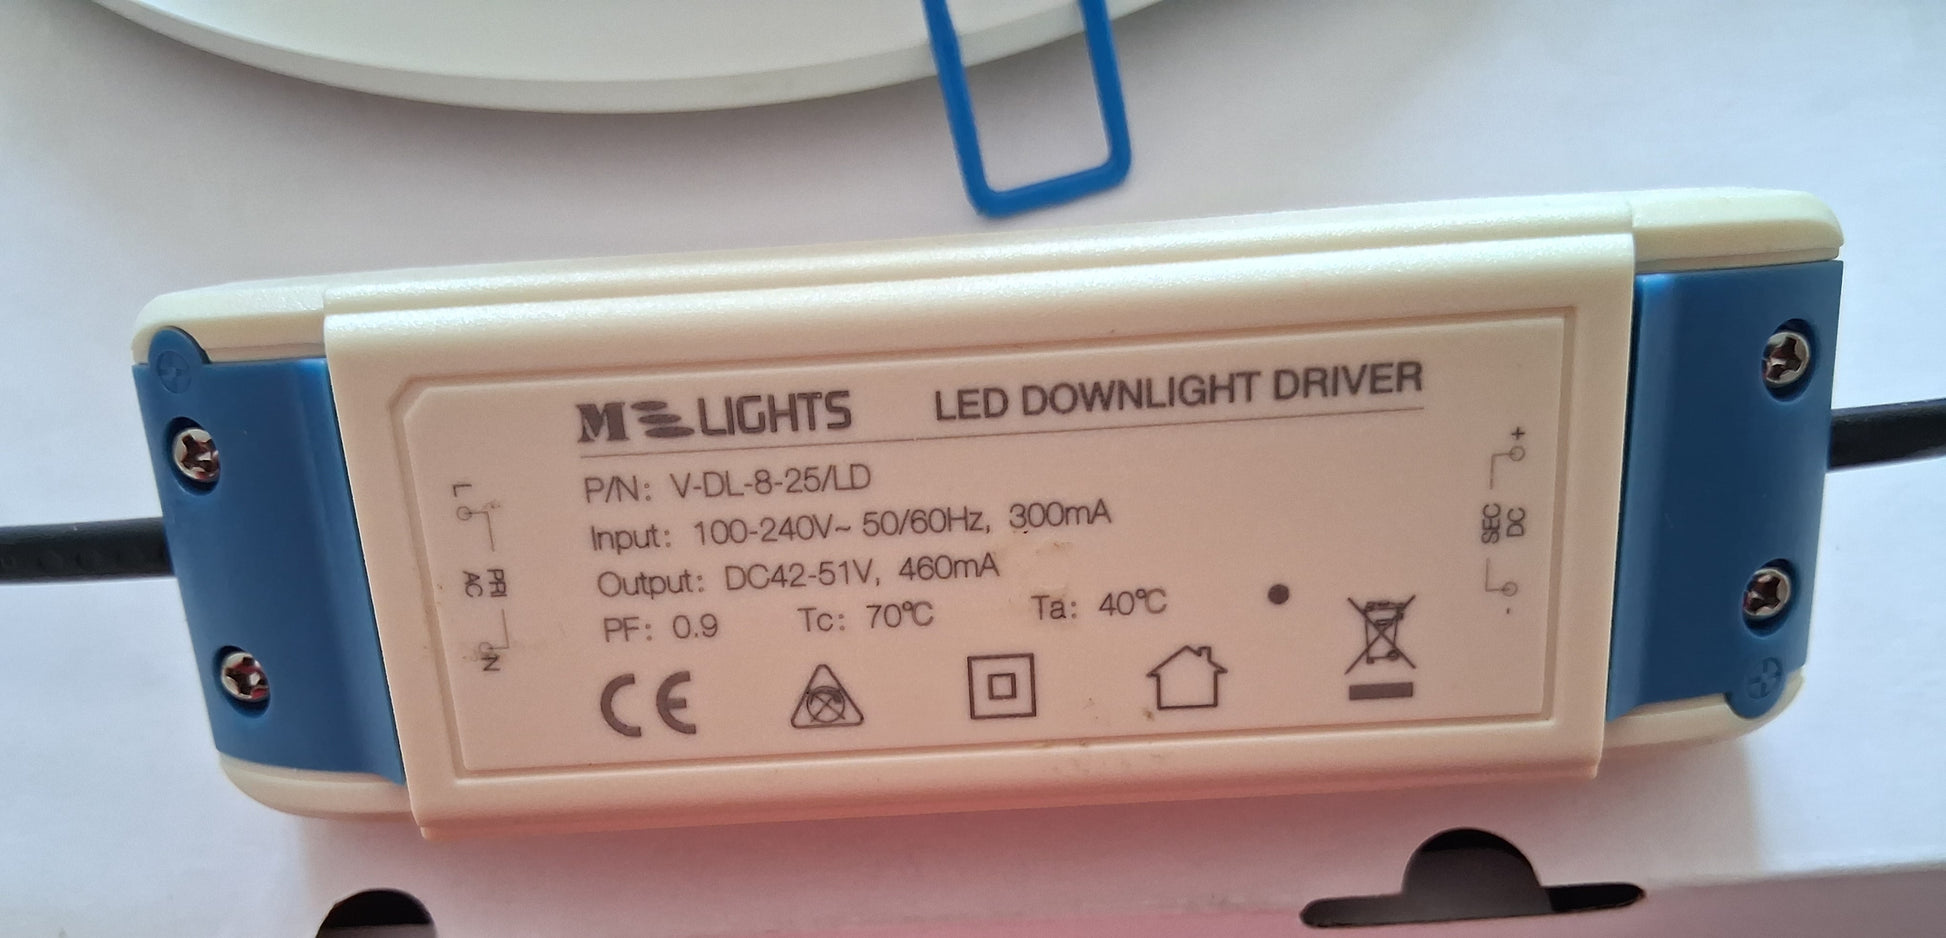 M LIGHTS LED DOWNLIGHT DRIVER
P/N: V-DL-8-25/LD
Input: 100-240V~ 50/60Hz, 300mA
Output: DC42-51V, 460mA
PF: 0.9 Tc: 70℃ Ta: 40℃
CE
L
PRI
AC
N
+
SEC
DC
-